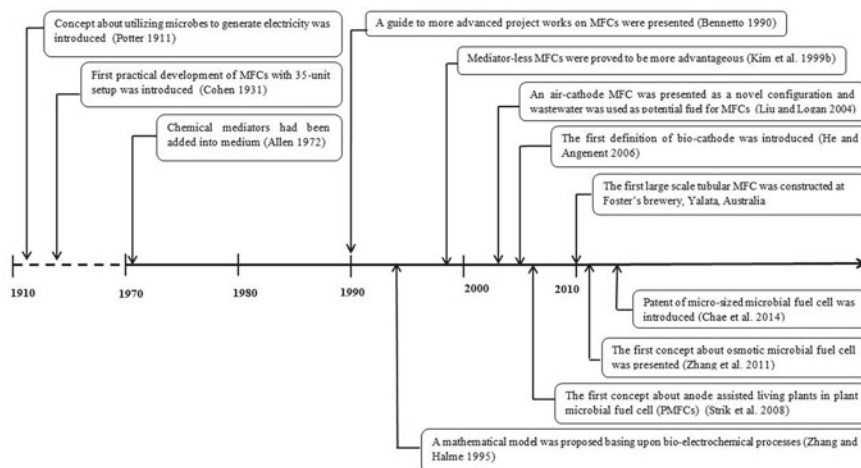 Concept about utilizing microbes to generate electricity was
introduced (Potter 1911)
First practical development of MFCs with 35-unit
setup was introduced (Cohen 1931)
Chemical mediators had been
added into medium (Allen 1972)
A guide to more advanced project works on MFCs were presented (Bennetto 1990)
Mediator-less MFCs were proved to be more advantageous (Kim et al. 1999b)
An air-cathode MFC was presented as a novel configuration and
wastewater was used as potential fuel for MFCs (Liu and Logan 2004)
The first definition of bio-cathode was introduced (He and
Angenent 2006)
The first large scale tubular MFC was constructed at
Foster's brewery, Yalata, Australia
1910 1970 1980 1990 2000 2010
Patent of micro-sized microbial fuel cell was
introduced (Chae et al. 2014)
The first concept about osmotic microbial fuel cell
was presented (Zhang et al. 2011)
The first concept about anode assisted living plants in plant
microbial fuel cell (PMFCs) (Strik et al. 2008)
A mathematical model was proposed basing upon bio-electrochemical processes (Zhang and
Halme 1995)